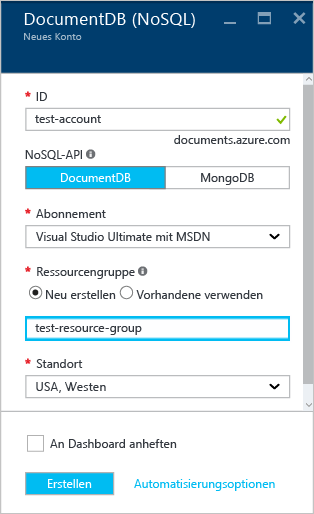 DocumentDB (NoSQL)
Neues Konto
* ID
test-account
documents.azure.com
NoSQL-API
DocumentDB MongoDB
* Abonnement
Visual Studio Ultimate mit MSDN
* Ressourcengruppe
Neu erstellen Vorhandene verwenden
test-resource-group
* Standort
USA, Westen
An Dashboard anheften
Erstellen Automatisierungsoptionen